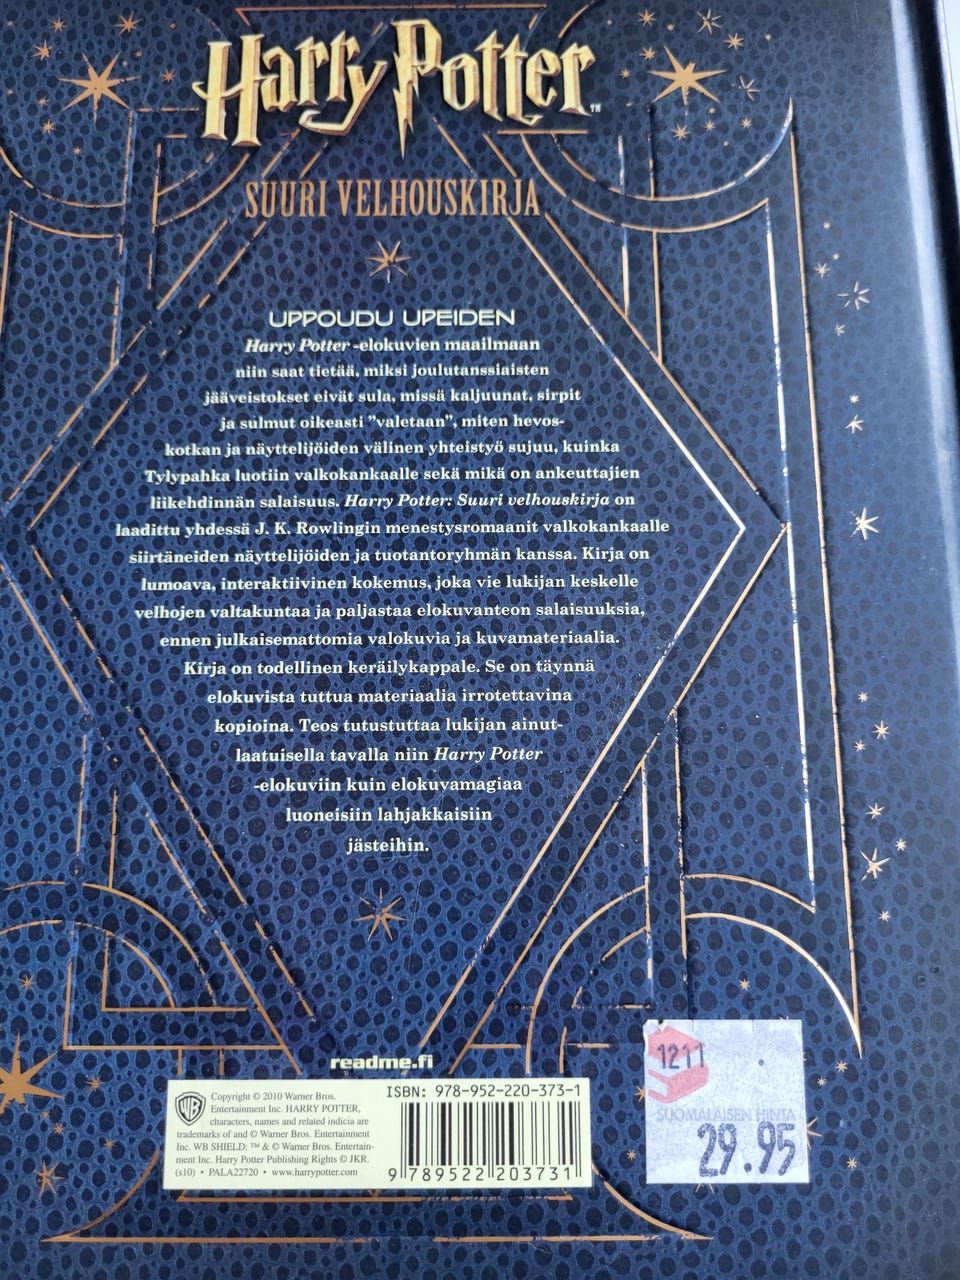 Harry Potter™
SUURI VELHOUSKIRJA
UPPOUDU UPEIDEN
Harry Potter -elokuvien maailmaan
niin saat tietää, miksi joulutanssiaisten
jääveistokset eivät sula, missä kaljuunat, sirpit
ja sulmut oikeasti ”valetaan”, miten hevos-
kotkan ja näyttelijöiden välinen yhteistyö sujuu, kuinka
Tylypahka luotiin valkokankaalle sekä mikä on ankeuttajien
liikehdinnän salaisuus. Harry Potter: Suuri velhouskirja on
laadittu yhdessä J. K. Rowlingin menestysromaanit valkokankaalle
siirtäneiden näyttelijöiden ja tuotantoryhmän kanssa. Kirja on
lumoava, interaktiivinen kokemus, joka vie lukijan keskelle
velhojen valtakuntaa ja paljastaa elokuvanteon salaisuuksia,
ennen julkaisemattomia valokuvia ja kuvamateriaalia.
Kirja on todellinen keräilykappale. Se on täynnä
elokuvista tuttua materiaalia irrotettavina
kopioina. Teos tutustuttaa lukijan ainut-
laatuisella tavalla niin Harry Potter
-elokuviin kuin elokuvamagiaa
luoneisiin lahjakkaisiin
jästeihin.
readme.fi
WB
Copyright © 2010 Warner Bros.
Entertainment Inc. HARRY POTTER,
characters, names and related indicia are
trademarks of and © Warner Bros. Entertainment
Inc. WB SHIELD: ™ & © Warner Bros. Entertain-
ment Inc. Harry Potter Publishing Rights © JKR.
(s10) • PALA22720 • www.harrypotter.com
ISBN: 978-952-220-373-1
9 789522 203731
1211
SUOMALAISEN HINTA
29.95